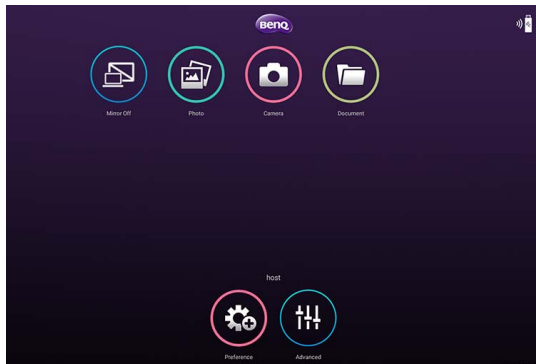 BenQ
Mirror Off
Photo
Camera
Document
host
Preference
Advanced